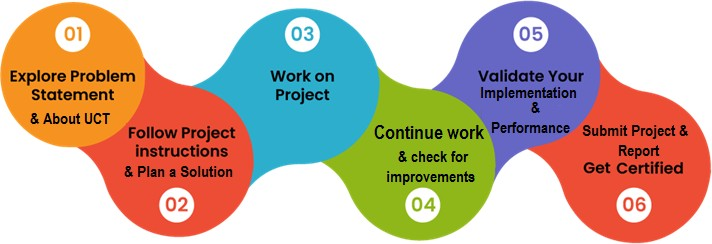 01
Explore Problem
Statement
& About UCT
Follow Project
instructions
& Plan a Solution
02
03
Work on
Project
Continue work
& check for
improvements
04
05
Validate Your
Implementation
&
Performance
Submit Project &
Report
Get Certified
06